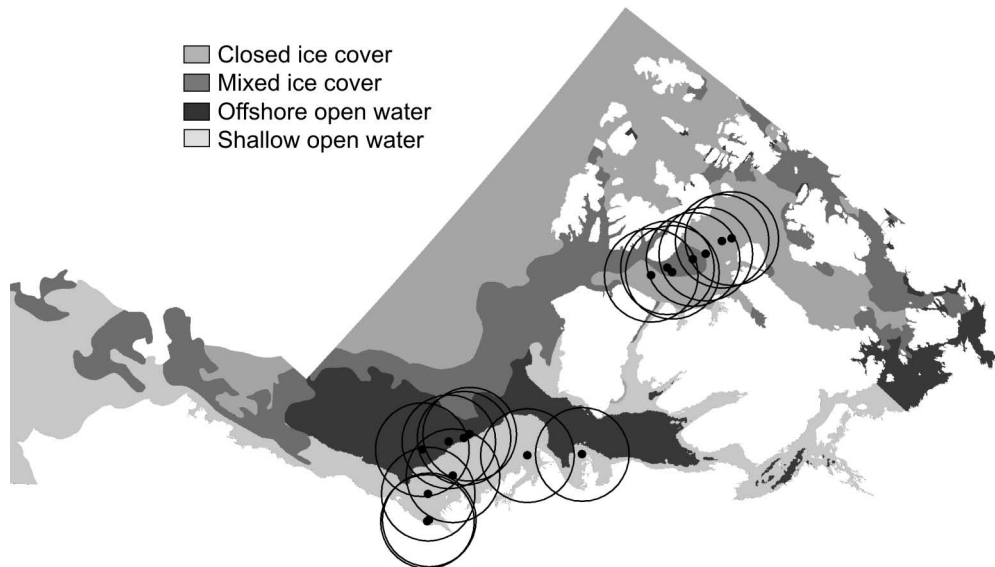 Closed ice cover
Mixed ice cover
Offshore open water
Shallow open water